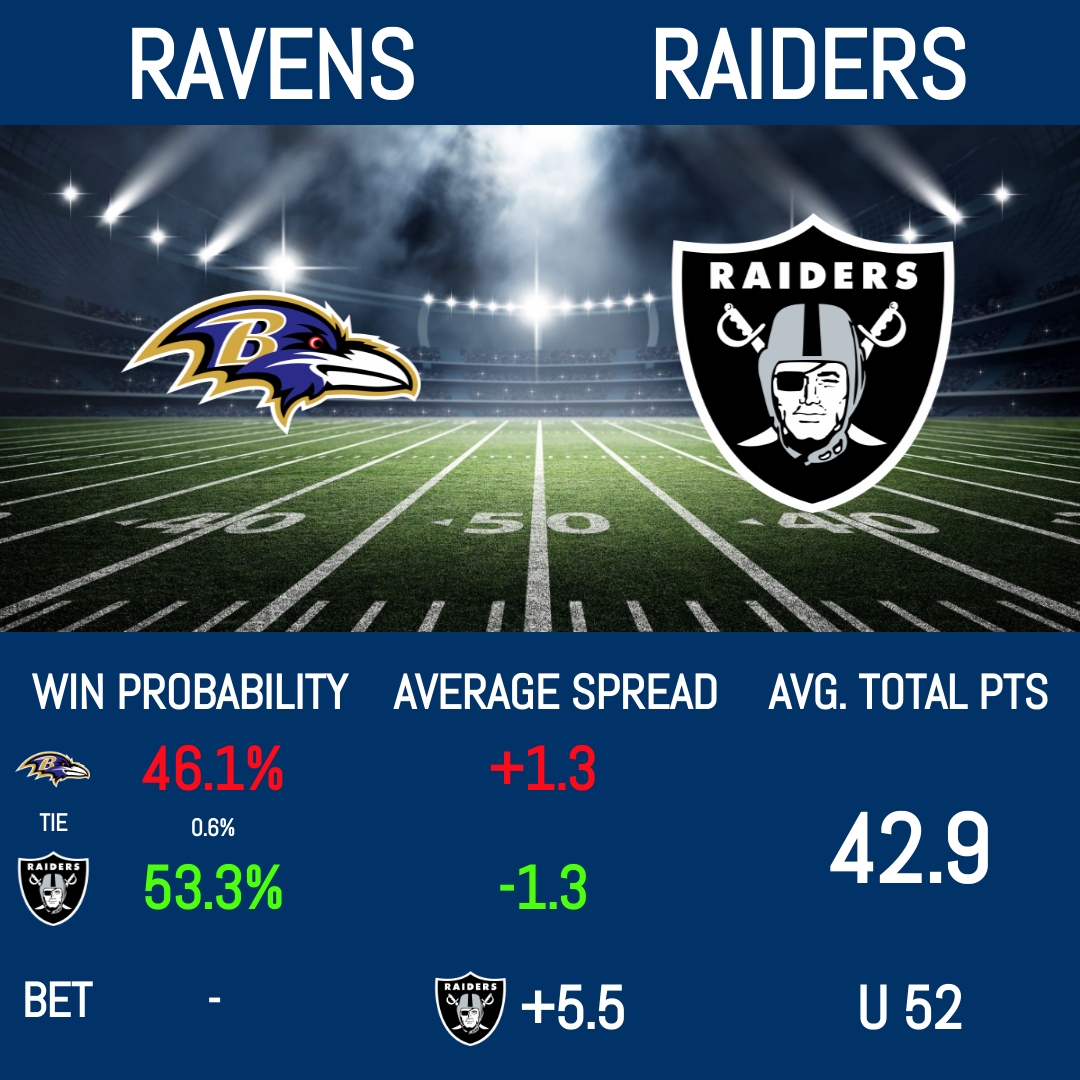 RAVENS RAIDERS
RAIDERS
B
40 50 40
WIN PROBABILITY AVERAGE SPREAD AVG. TOTAL PTS
B 46.1% +1.3
TIE 0.6%
42.9
RAIDERS
53.3% -1.3
RAIDERS
BET - +5.5 U 52